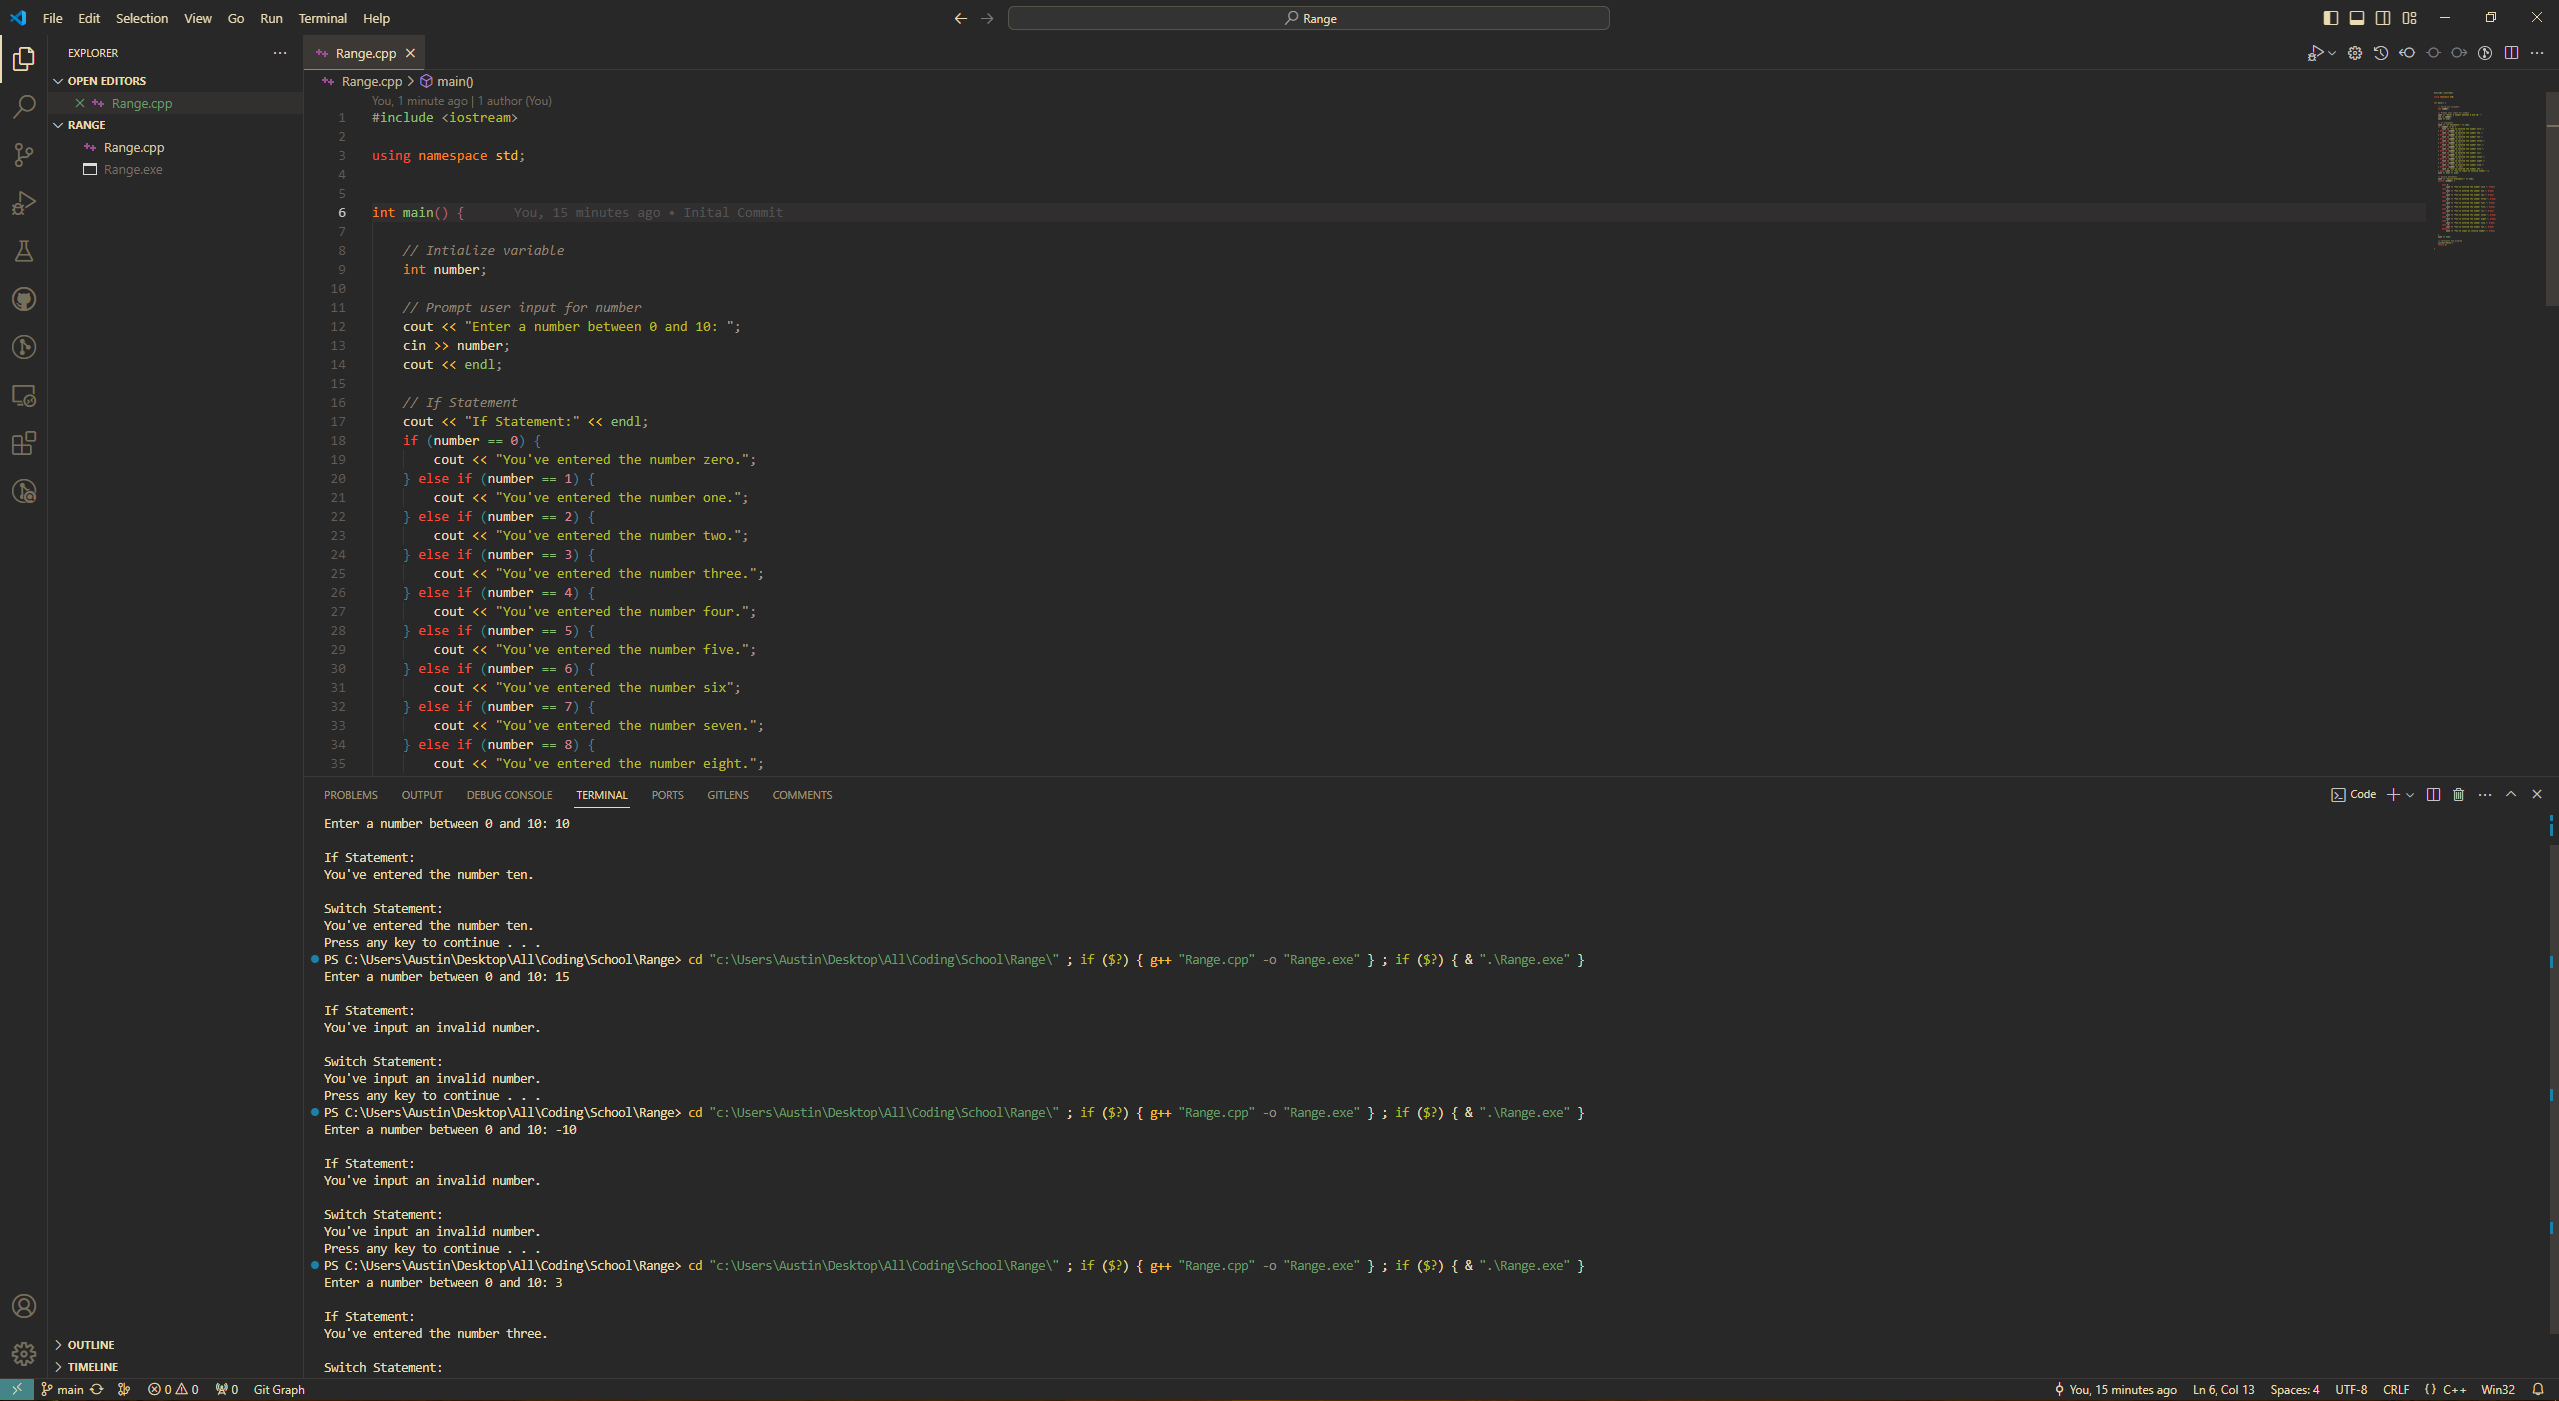 File Edit Selection View Go Run Terminal Help
Range
EXPLORER
OPEN EDITORS
Range.cpp
RANGE
Range.cpp
Range.exe
OUTLINE
TIMELINE
Range.cpp
Range.cpp > main()
You, 1 minute ago | 1 author (You)
1 #include <iostream>
2
3 using namespace std;
4
5
6 int main() { You, 15 minutes ago • Inital Commit
7
8 // Intialize variable
9 int number;
10
11 // Prompt user input for number
12 cout << "Enter a number between 0 and 10: ";
13 cin >> number;
14 cout << endl;
15
16 // If Statement
17 cout << "If Statement:" << endl;
18 if (number == 0) {
19 cout << "You've entered the number zero.";
20 } else if (number == 1) {
21 cout << "You've entered the number one.";
22 } else if (number == 2) {
23 cout << "You've entered the number two.";
24 } else if (number == 3) {
25 cout << "You've entered the number three.";
26 } else if (number == 4) {
27 cout << "You've entered the number four.";
28 } else if (number == 5) {
29 cout << "You've entered the number five.";
30 } else if (number == 6) {
31 cout << "You've entered the number six";
32 } else if (number == 7) {
33 cout << "You've entered the number seven.";
34 } else if (number == 8) {
35 cout << "You've entered the number eight.";
PROBLEMS OUTPUT DEBUG CONSOLE TERMINAL PORTS GITLENS COMMENTS
Code
Enter a number between 0 and 10: 10
If Statement:
You've entered the number ten.
Switch Statement:
You've entered the number ten.
Press any key to continue . . .
PS C:\Users\Austin\Desktop\All\Coding\School\Range> cd "c:\Users\Austin\Desktop\All\Coding\School\Range\" ; if ($?) { g++ "Range.cpp" -o "Range.exe" } ; if ($?) { & ".\Range.exe" }
Enter a number between 0 and 10: 15
If Statement:
You've input an invalid number.
Switch Statement:
You've input an invalid number.
Press any key to continue . . .
PS C:\Users\Austin\Desktop\All\Coding\School\Range> cd "c:\Users\Austin\Desktop\All\Coding\School\Range\" ; if ($?) { g++ "Range.cpp" -o "Range.exe" } ; if ($?) { & ".\Range.exe" }
Enter a number between 0 and 10: -10
If Statement:
You've input an invalid number.
Switch Statement:
You've input an invalid number.
Press any key to continue . . .
PS C:\Users\Austin\Desktop\All\Coding\School\Range> cd "c:\Users\Austin\Desktop\All\Coding\School\Range\" ; if ($?) { g++ "Range.cpp" -o "Range.exe" } ; if ($?) { & ".\Range.exe" }
Enter a number between 0 and 10: 3
If Statement:
You've entered the number three.
Switch Statement:
main 0 0 0 Git Graph You, 15 minutes ago Ln 6, Col 13 Spaces: 4 UTF-8 CRLF {} C++ Win32